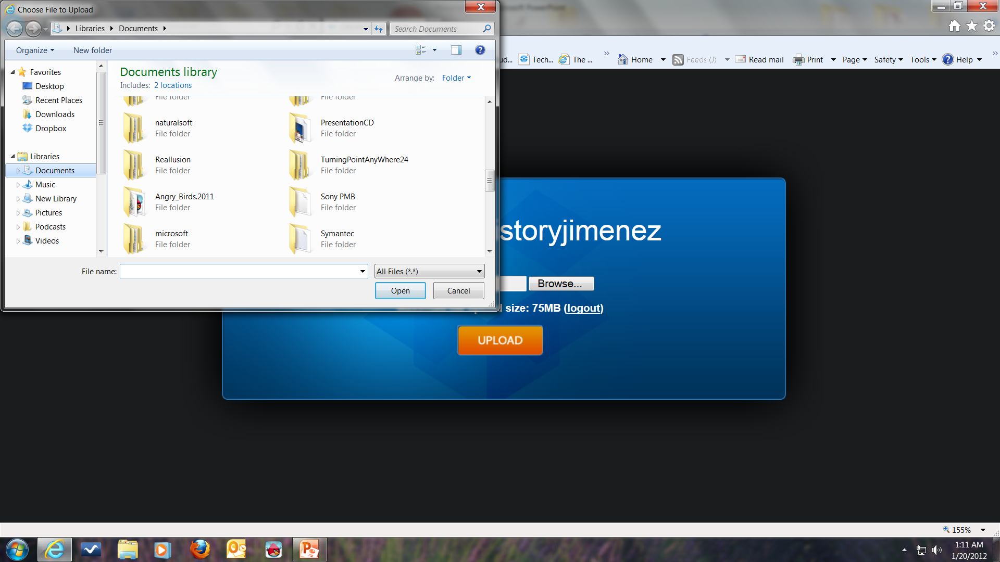 Choose File to Upload
Libraries
Documents
Search Documents
Organize
New folder
Favorites
Desktop
Recent Places
Downloads
Dropbox
Libraries
Documents
Music
New Library
Pictures
Podcasts
Videos
Documents library
Includes: 2 locations
Arrange by: Folder
File folder
File folder
naturalsoft
File folder
PresentationCD
File folder
Reallusion
File folder
TurningPointAnyWhere24
File folder
Angry_Birds.2011
File folder
Sony PMB
File folder
microsoft
File folder
Symantec
File folder
File name:
All Files (*.*)
Open
Cancel
ud...
Tech...
The ...
Home
Feeds (J)
Read mail
Print
Page
Safety
Tools
Help
storyjimenez
Browse...
size: 75MB (logout)
UPLOAD
155%
1:11 AM
1/20/2012